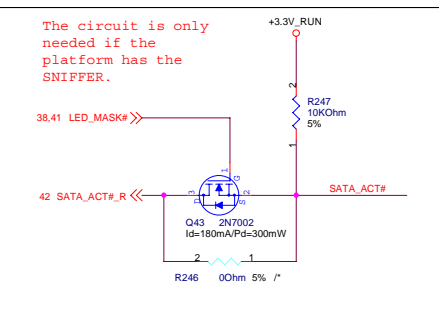 The circuit is only
needed if the
platform has the
SNIFFER.
+3.3V_RUN
2
R247
10KOhm
5%
1
38,41 LED_MASK#
1
G
3
D
S
2
42 SATA_ACT#_R
SATA_ACT#
Q43 2N7002
Id=180mA/Pd=300mW
2 1
R246 0Ohm 5% /*